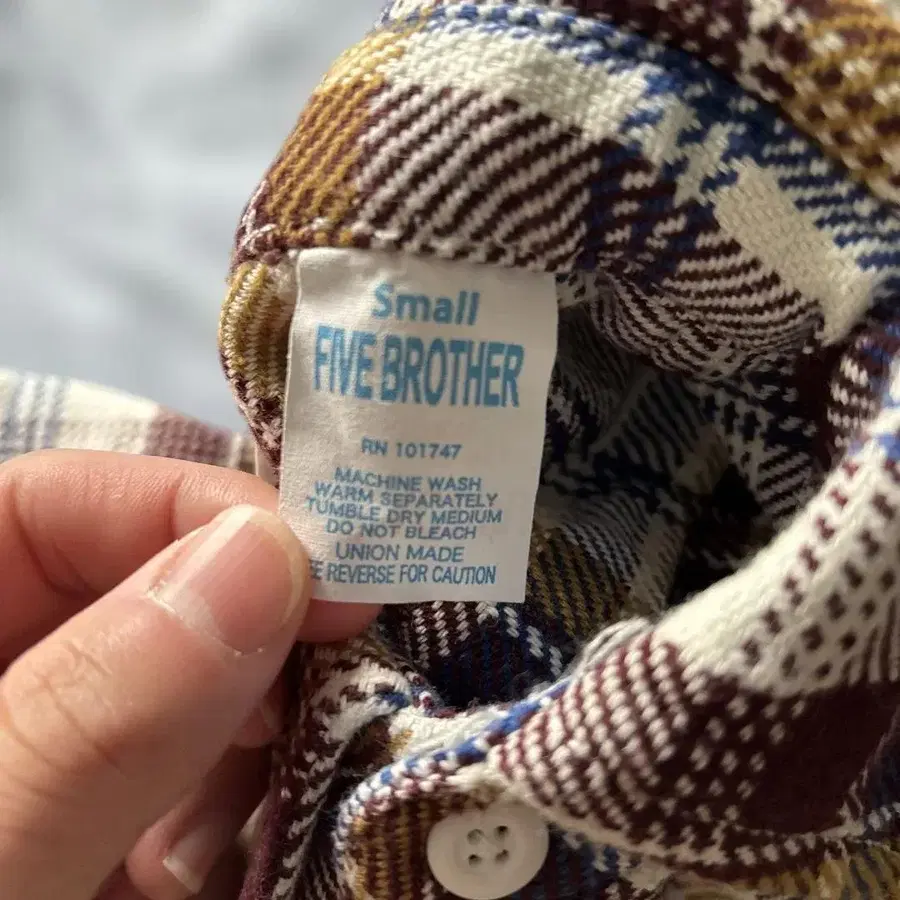 Small
FIVE BROTHER
RN 101747
MACHINE WASH
WARM SEPARATELY
TUMBLE DRY MEDIUM
DO NOT BLEACH
UNION MADE
REVERSE FOR CAUTION